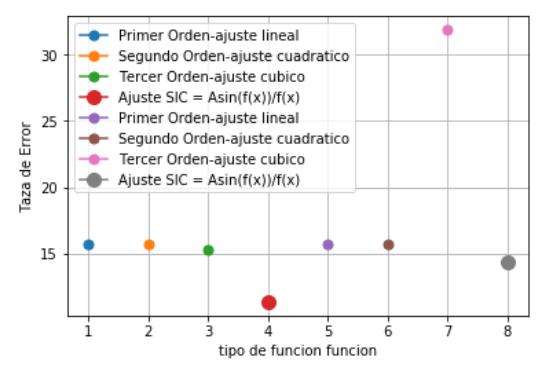 Primer Orden-ajuste lineal
Segundo Orden-ajuste cuadratico
Tercer Orden-ajuste cubico
Ajuste SIC = Asin(f(x))/f(x)
Primer Orden-ajuste lineal
Segundo Orden-ajuste cuadratico
Tercer Orden-ajuste cubico
Ajuste SIC = Asin(f(x))/f(x)
Taza de Error
30
25
20
15
1 2 3 4 5 6 7 8
tipo de funcion funcion